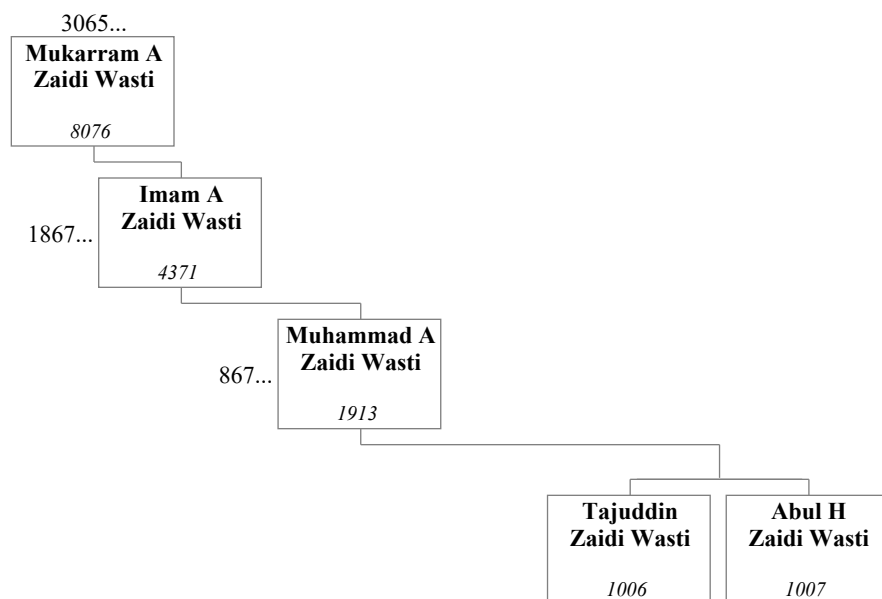 3065...
Mukarram A
Zaidi Wasti
8076
Imam A
Zaidi Wasti
1867...
4371
Muhammad A
Zaidi Wasti
867...
1913
Tajuddin
Zaidi Wasti
1006
Abul H
Zaidi Wasti
1007